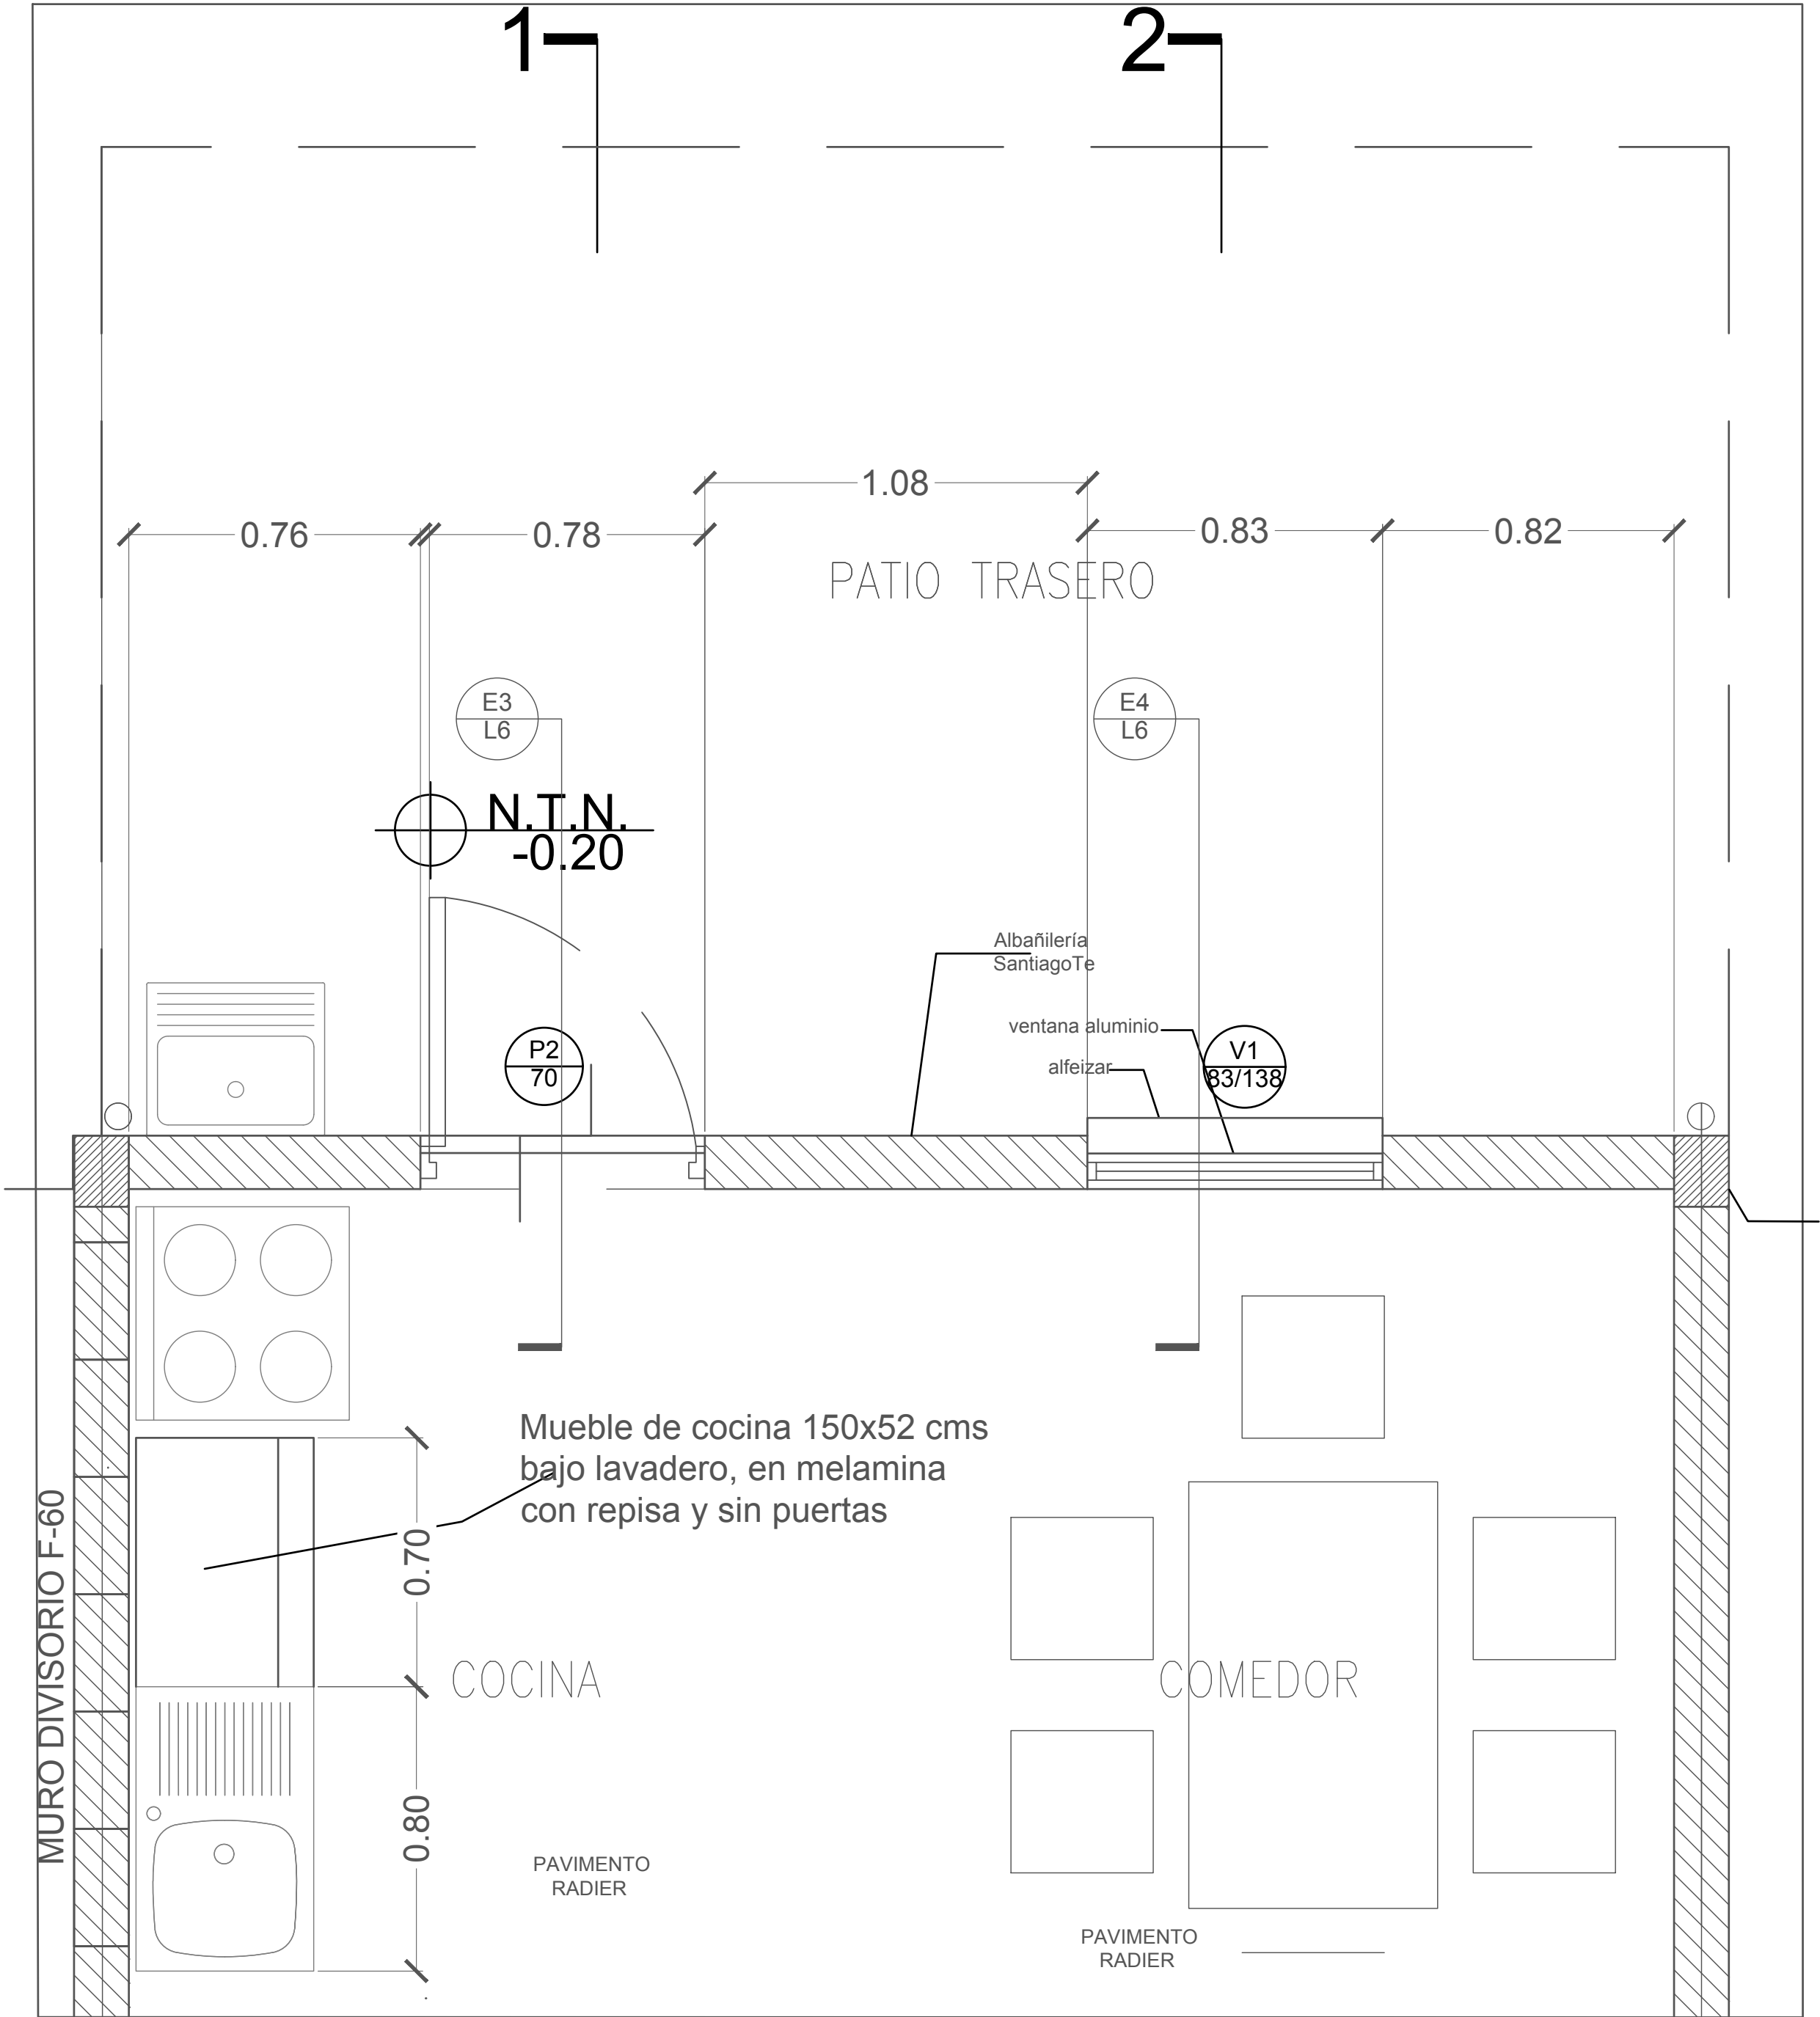 1
2
1.08
0.76
0.78
0.83
0.82
PATIO TRASERO
E3
L6
E4
L6
N.T.N.
-0.20
Albañilería
SantiagoTe
ventana aluminio
alfeizar
P2
70
V1
83/138
Mueble de cocina 150x52 cms
bajo lavadero, en melamina
con repisa y sin puertas
0.70
MURO DIVISORIO F-60
COCINA
COMEDOR
0.80
PAVIMENTO
RADIER
PAVIMENTO
RADIER